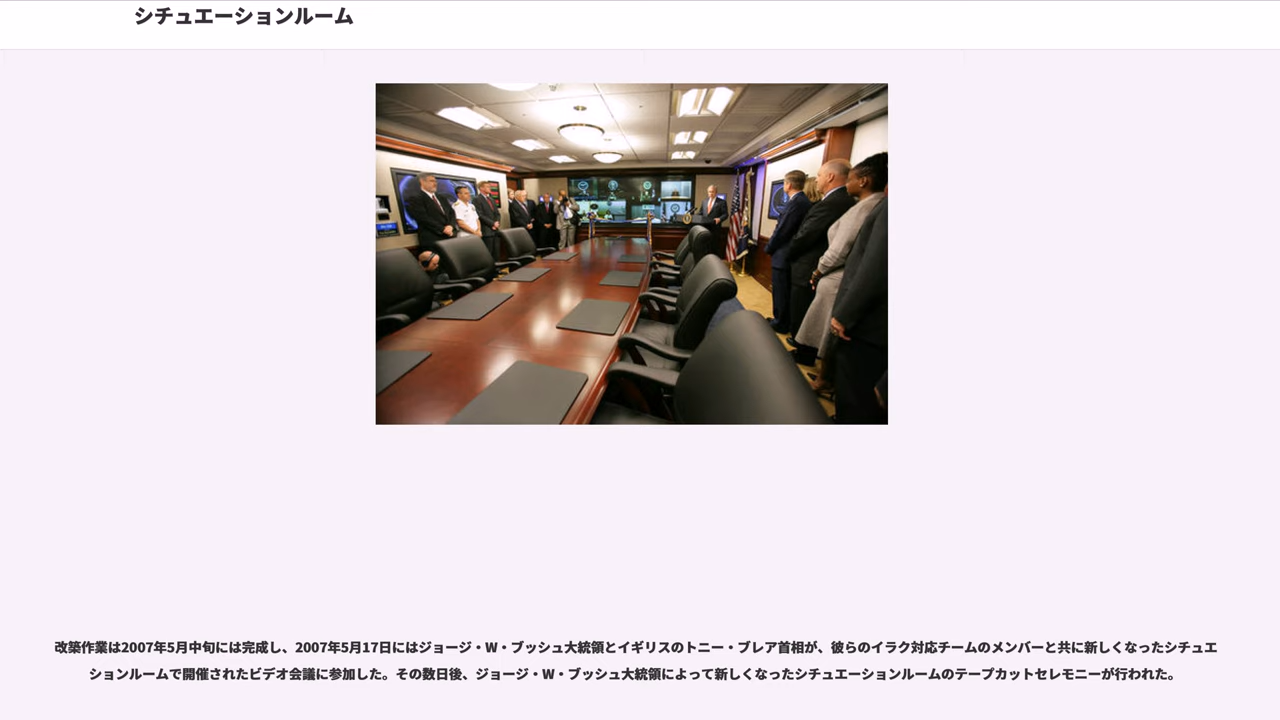 シチュエーションルーム
改築作業は2007年5月中旬には完成し、2007年5月17日にはジョージ・W・ブッシュ大統領とイギリスのトニー・ブレア首相が、彼らのイラク対応チームのメンバーと共に新しくなったシチュエ
ーションルームで開催されたビデオ会議に参加した。その数日後、ジョージ・W・ブッシュ大統領によって新しくなったシチュエーションルームのテープカットセレモニーが行われた。